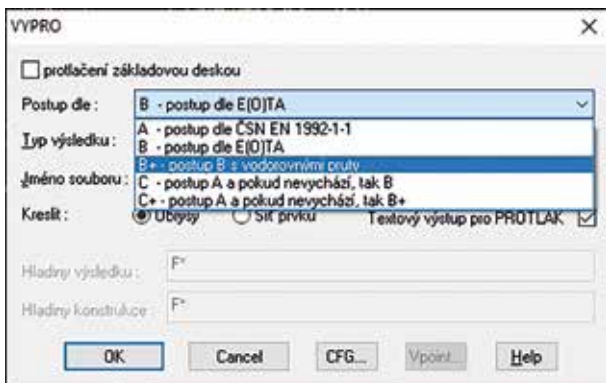 VYPRO
protlačení základovou deskou
Postup dle : B - postup dle E(O)TA
A - postup dle ČSN EN 1992-1-1
Typ výsledku : B - postup dle E(O)TA
B+ - postup B s vodorovnými pruty
Jméno souboru : C - postup A a pokud nevychází, tak B
C+ - postup A a pokud nevychází, tak B+
Kreslit : Obrysy Síť prvku Textový výstup pro PROTLAK
Hladiny výsledku : F*
Hladiny konstrukce : F*
OK Cancel CFG... Vpoint... Help